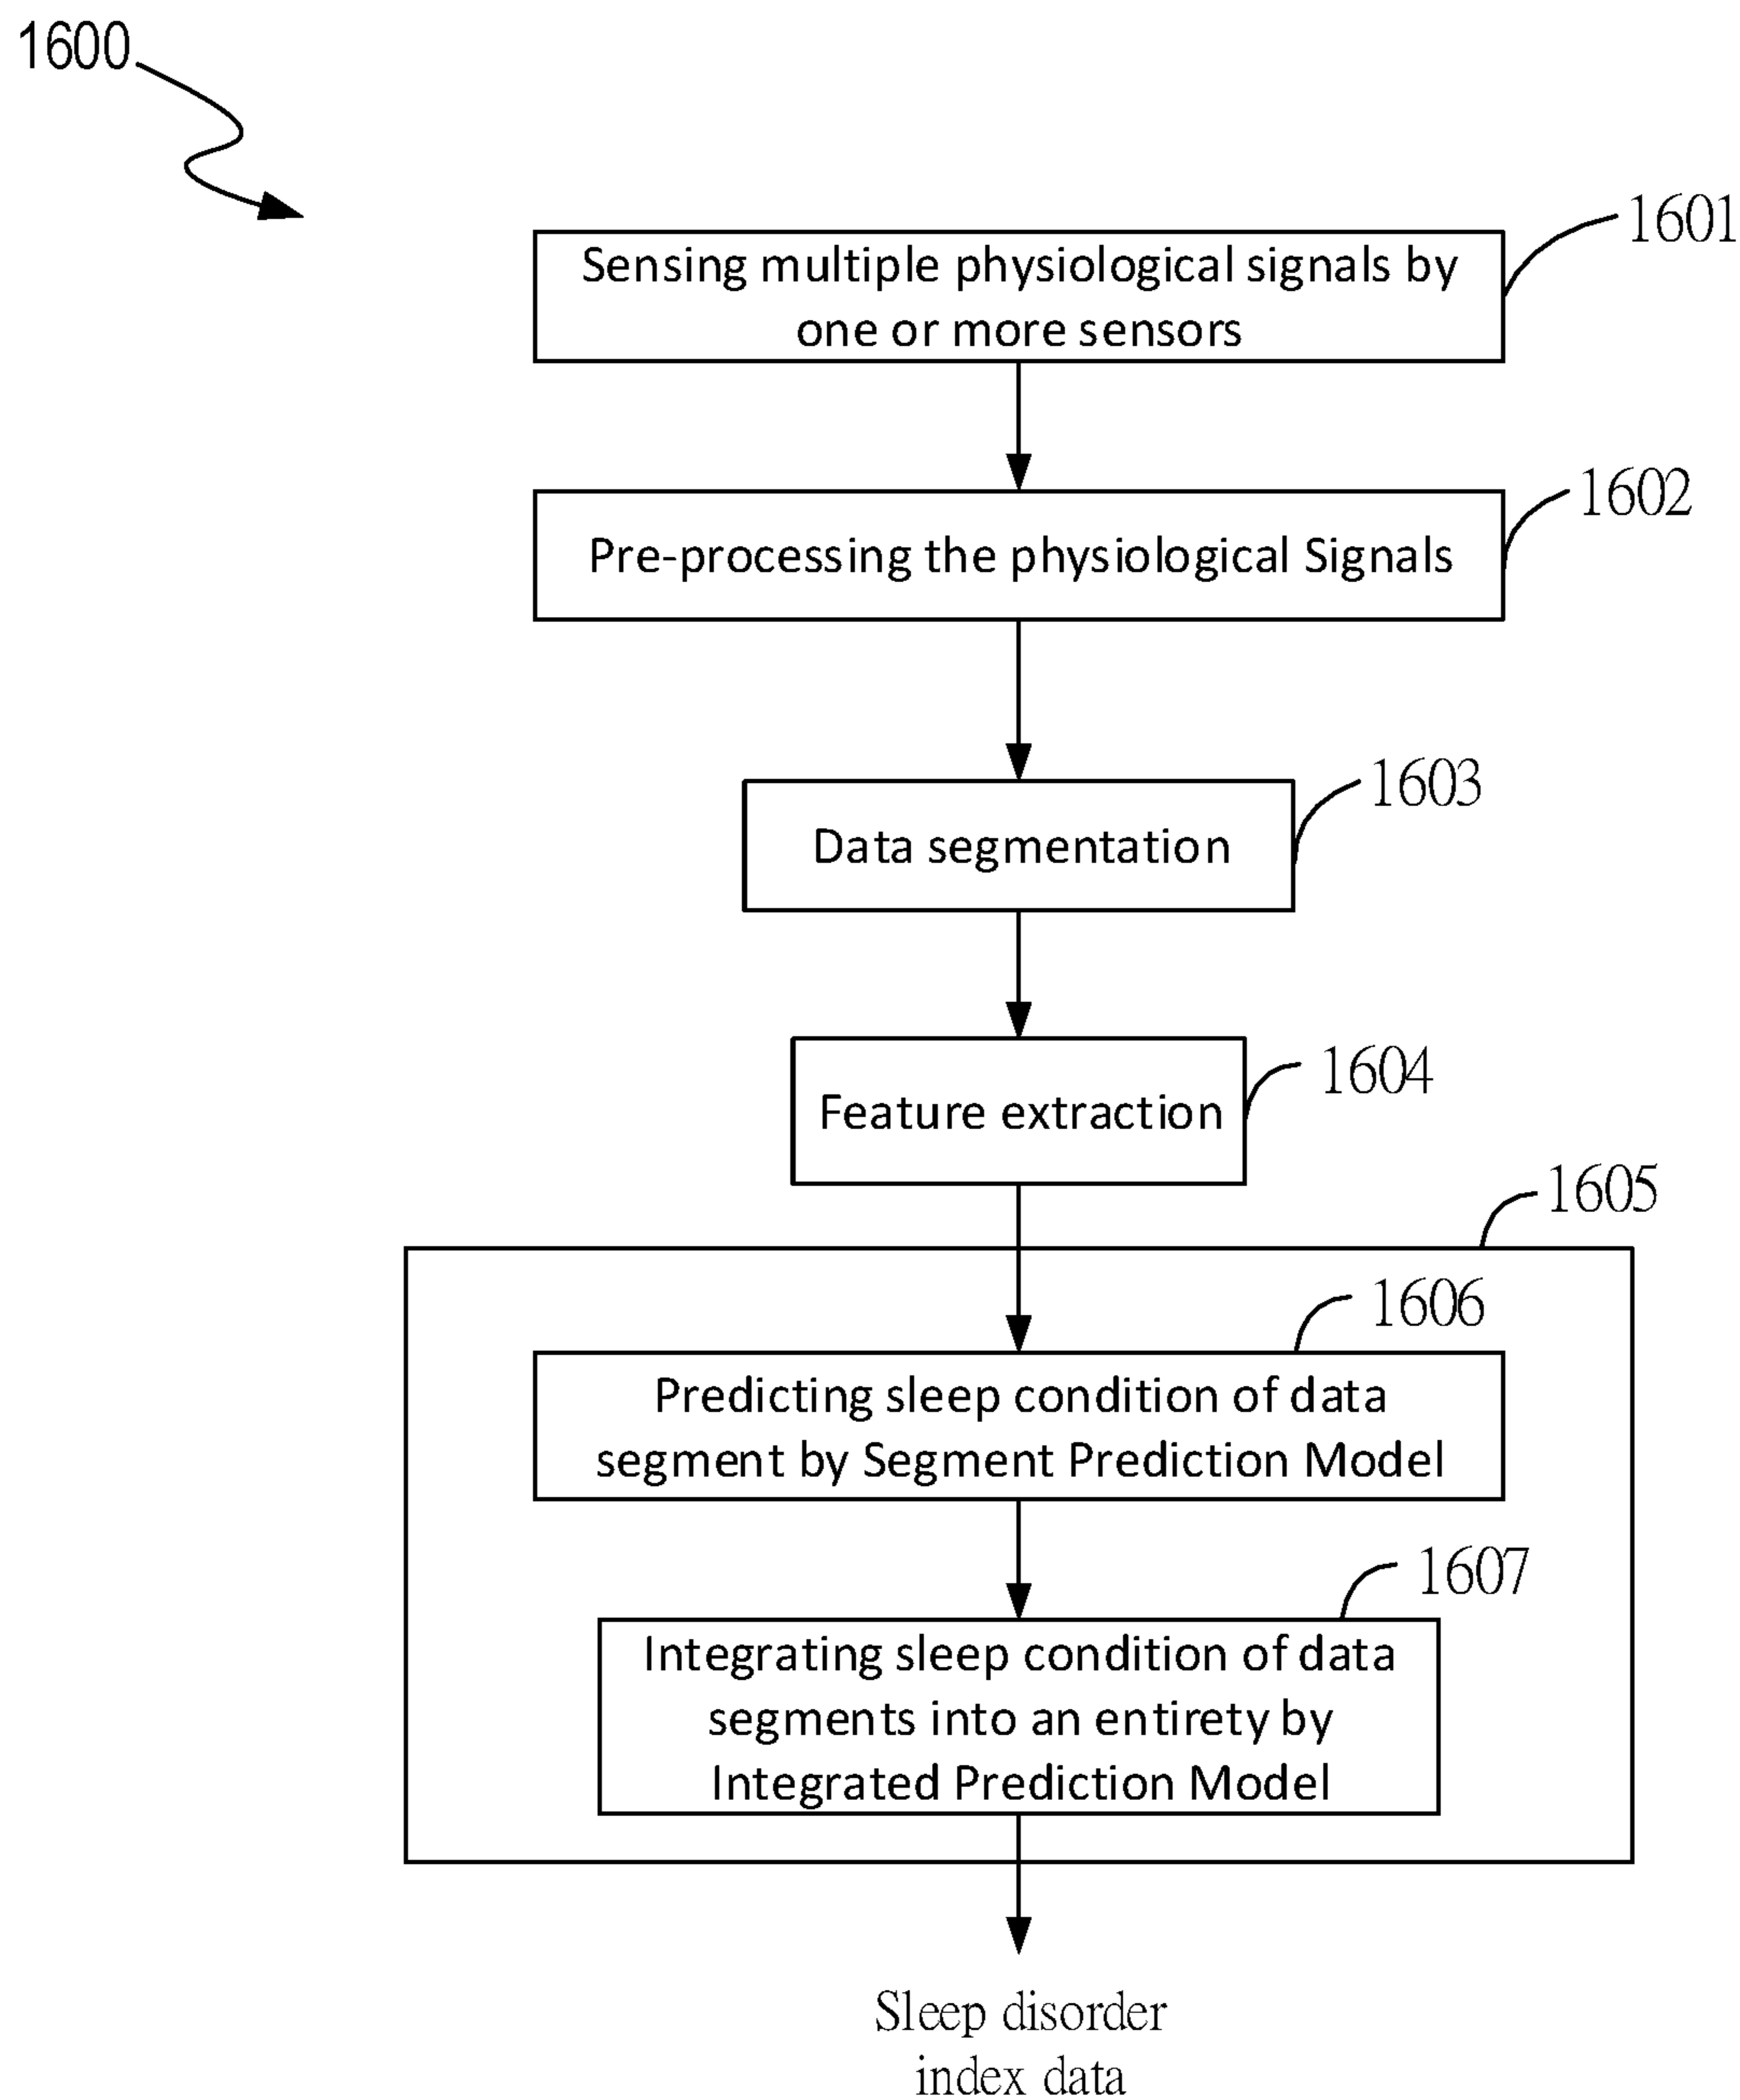 1600
1601
Sensing multiple physiological signals by
one or more sensors
1602
Pre-processing the physiological Signals
1603
Data segmentation
1604
Feature extraction
1605
1606
Predicting sleep condition of data
segment by Segment Prediction Model
1607
Integrating sleep condition of data
segments into an entirety by
Integrated Prediction Model
Sleep disorder
index data